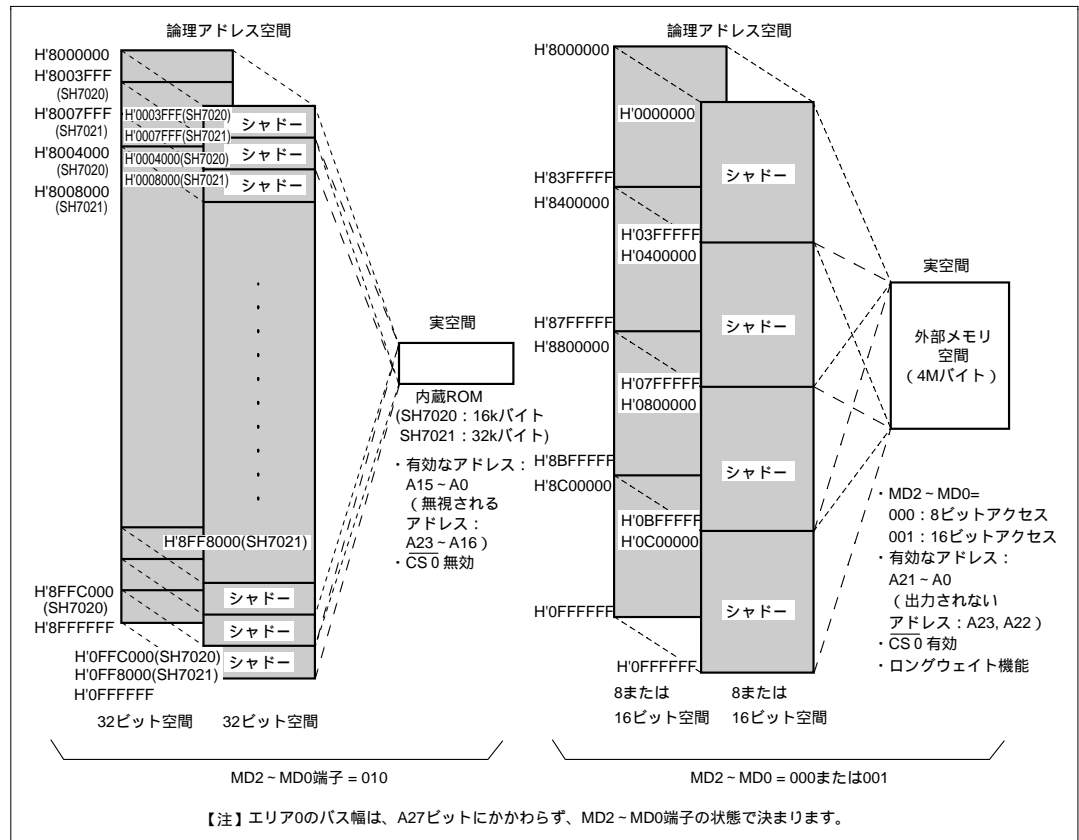 論理アドレス空間
H'8000000
H'8003FFF
(SH7020)
H'8007FFF
(SH7021)
H'8004000
(SH7020)
H'8008000
(SH7021)
H'0003FFF(SH7020)
H'0007FFF(SH7021)
H'0004000(SH7020)
H'0008000(SH7021)
シャドー
シャドー
シャドー
H'8FF8000(SH7021)
H'8FFC000
(SH7020)
H'8FFFFFF
シャドー
シャドー
シャドー
H'0FFC000(SH7020)
H'0FF8000(SH7021)
H'0FFFFFF
32ビット空間
32ビット空間
実空間
内蔵ROM
(SH7020:16kバイト
SH7021:32kバイト)
・有効なアドレス:
A15~A0
(無視される
アドレス:
A23~A16)
・CS0 無効
MD2~MD0端子 = 010
論理アドレス空間
H'8000000
H'0000000
H'83FFFFF
H'8400000
H'03FFFFF
H'0400000
H'87FFFFF
H'8800000
H'07FFFFF
H'0800000
H'8BFFFFF
H'8C00000
H'0BFFFFF
H'0C00000
H'0FFFFFF
H'0FFFFFF
シャドー
シャドー
シャドー
シャドー
8または
16ビット空間
8または
16ビット空間
実空間
外部メモリ
空間
(4Mバイト)
・MD2~MD0=
000:8ビットアクセス
001:16ビットアクセス
・有効なアドレス:
A21~A0
(出力されない
アドレス:A23, A22)
・CS0 有効
・ロングウェイト機能
MD2~MD0 = 000または001
【注】エリア0のバス幅は、A27ビットにかかわらず、MD2~MD0端子の状態で決まります。